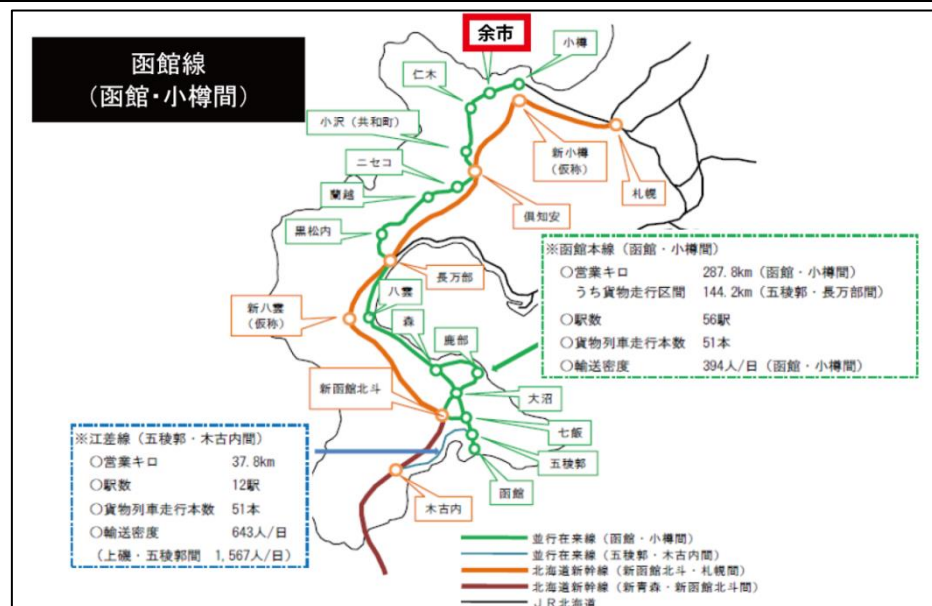 函館線
(函館・小樽間)
余市
小樽
仁木
小沢（共和町）
ニセコ
蘭越
黒松内
新小樽
(仮称)
札幌
倶知安
長万部
八雲
新八雲
(仮称)
森
鹿部
新函館北斗
大沼
七飯
五稜郭
函館
木古内
※函館本線（函館・小樽間）
○営業キロ 287.8km（函館・小樽間）
うち貨物走行区間 144.2km（五稜郭・長万部間）
○駅数 56駅
○貨物列車走行本数 51本
○輸送密度 394人/日（函館・小樽間）
※江差線（五稜郭・木古内間）
○営業キロ 37.8km
○駅数 12駅
○貨物列車走行本数 51本
○輸送密度 643人/日
（上磯・五稜郭間 1,567人/日）
並行在来線（函館・小樽間）
並行在来線（五稜郭・木古内間）
北海道新幹線（新函館北斗・札幌間）
北海道新幹線（新青森・新函館北斗間）
ＪＲ北海道